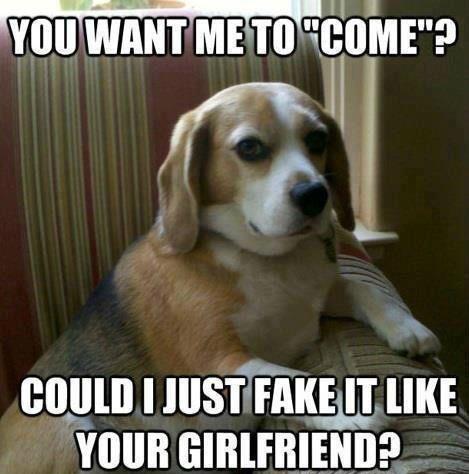 YOU WANT ME TO "COME"?
COULD I JUST FAKE IT LIKE
YOUR GIRLFRIEND?